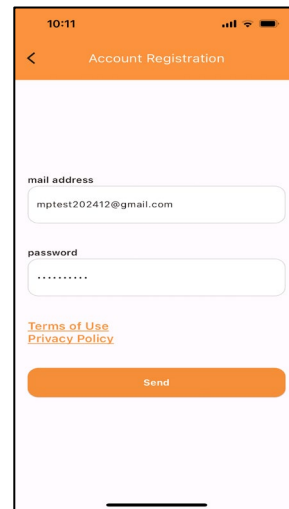 10:11
Account Registration
mail address
mptest202412@gmail.com
password
••••••••••
Terms of Use
Privacy Policy
Send